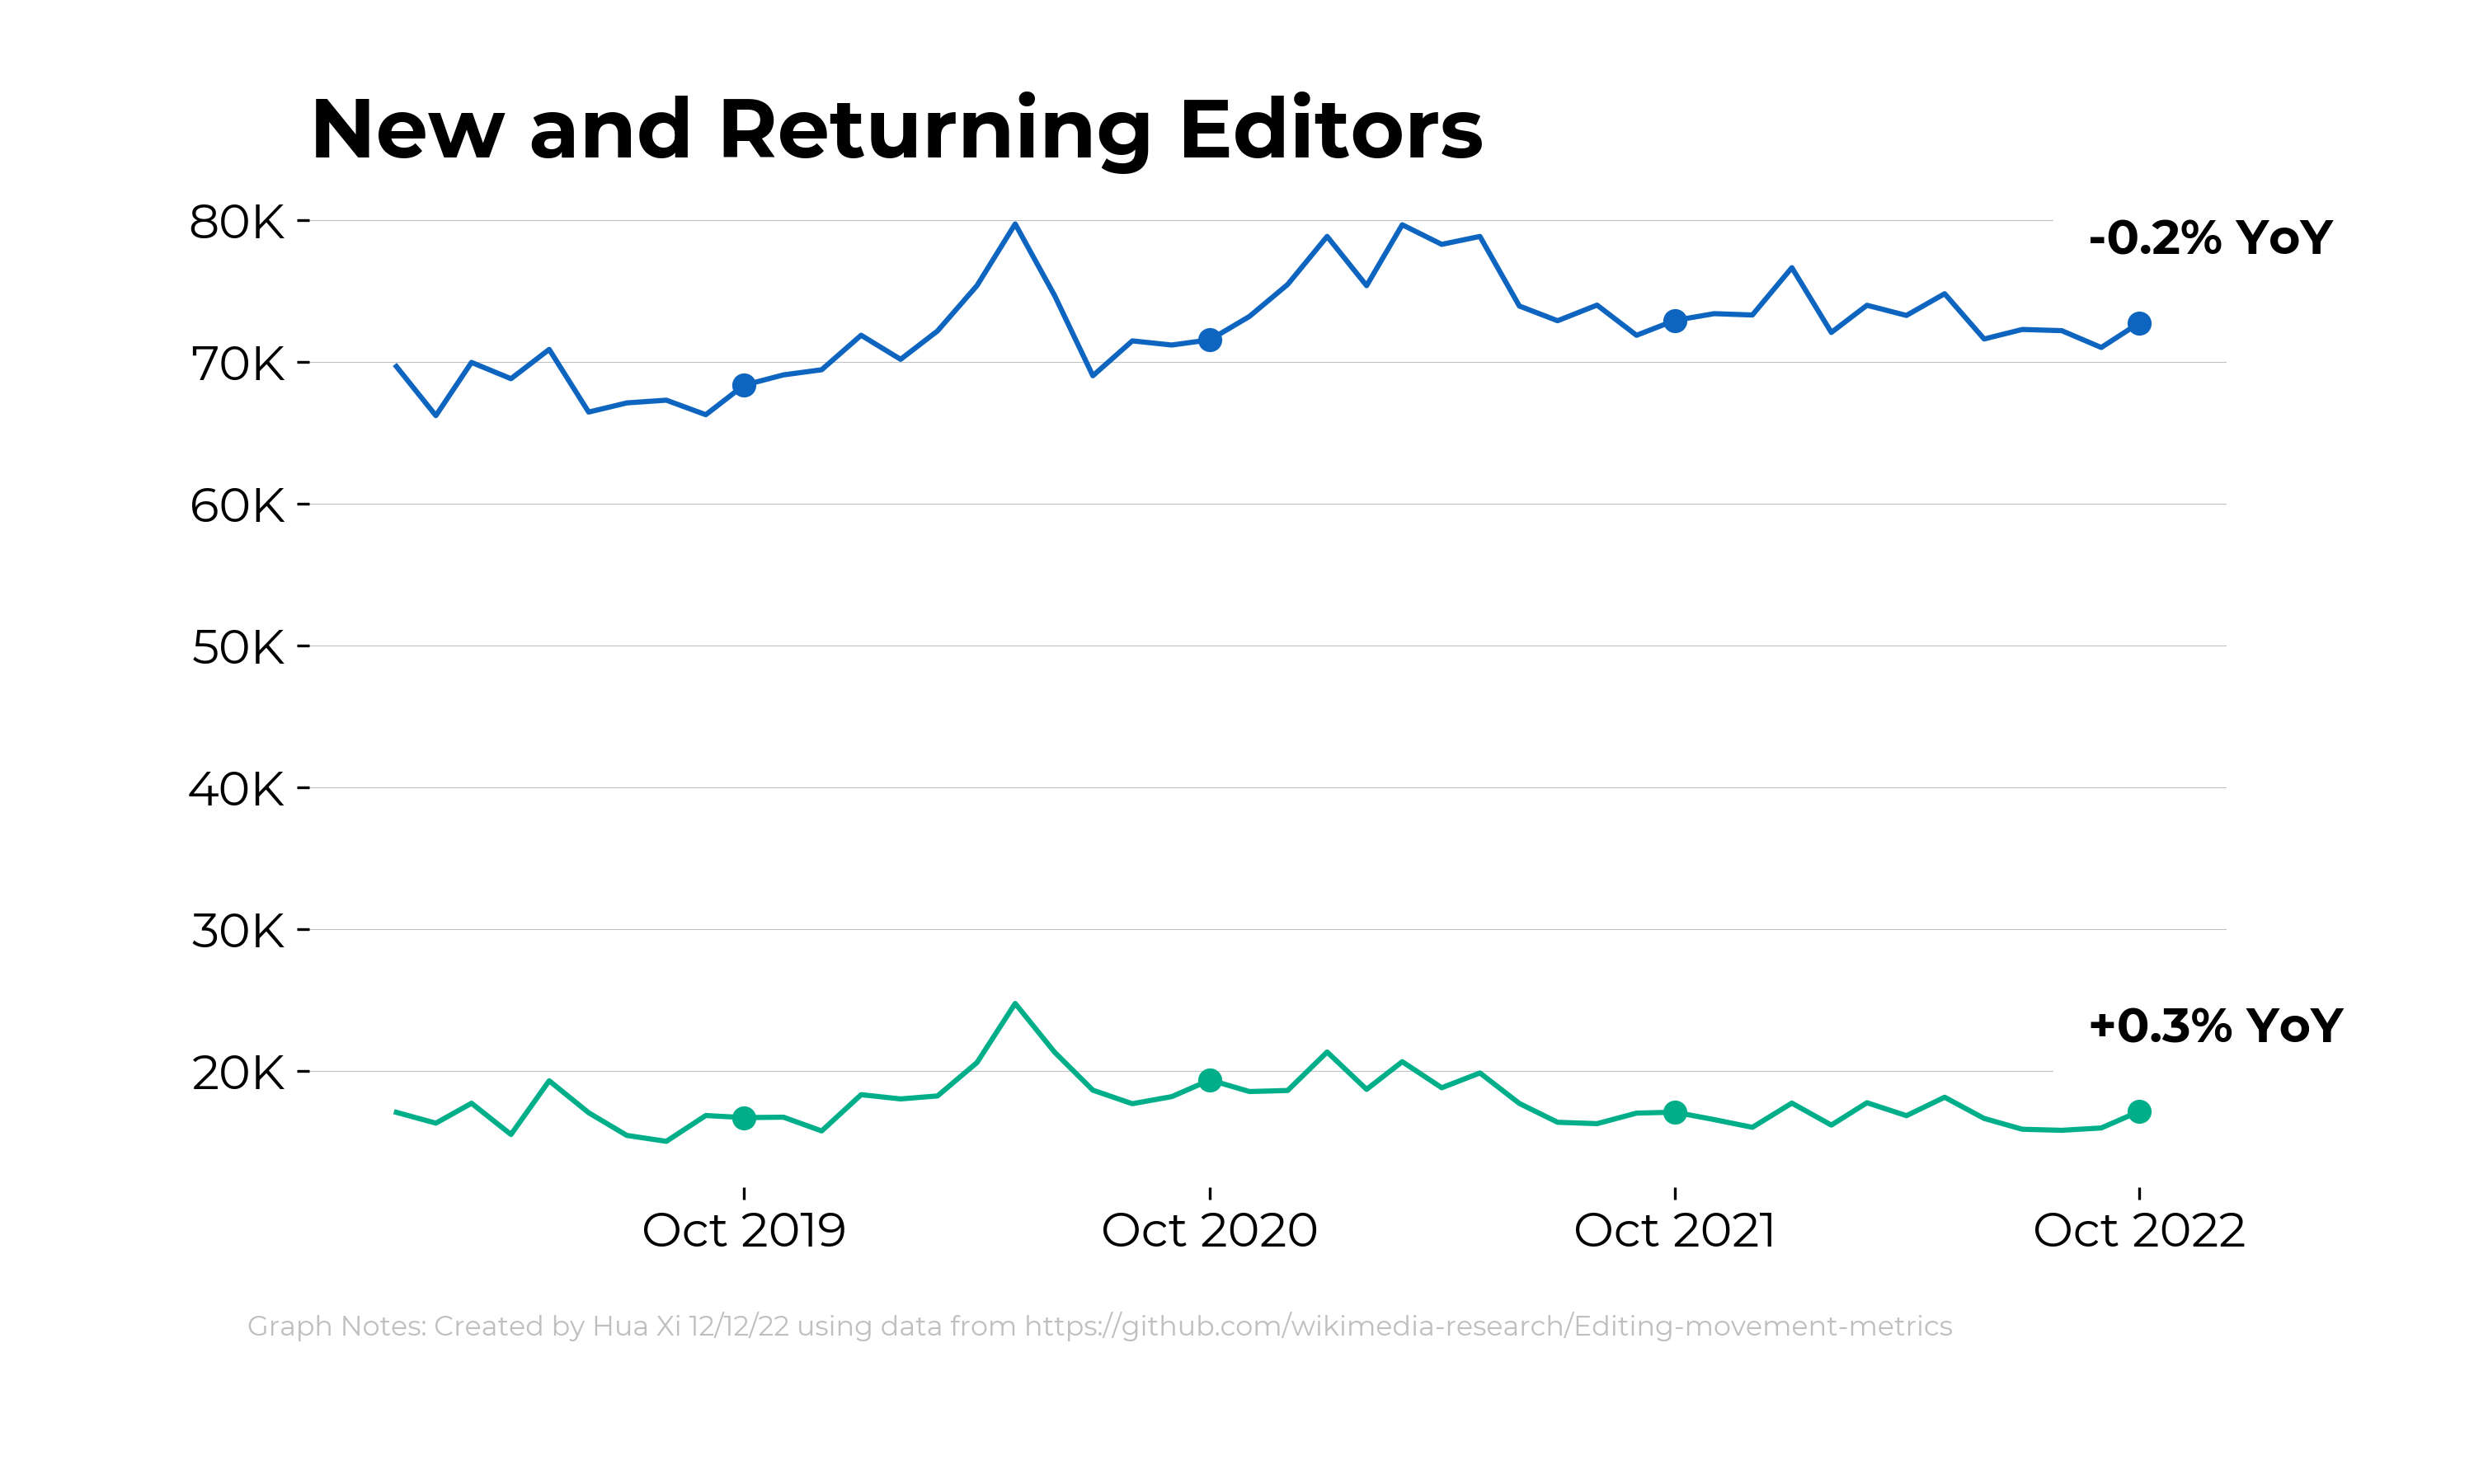 New and Returning Editors
80K
-0.2% YoY
70K
60K
50K
40K
30K
+0.3% YoY
20K
Oct 2019 Oct 2020 Oct 2021 Oct 2022
Graph Notes: Created by Hua Xi 12/12/22 using data from https://github.com/wikimedia-research/Editing-movement-metrics